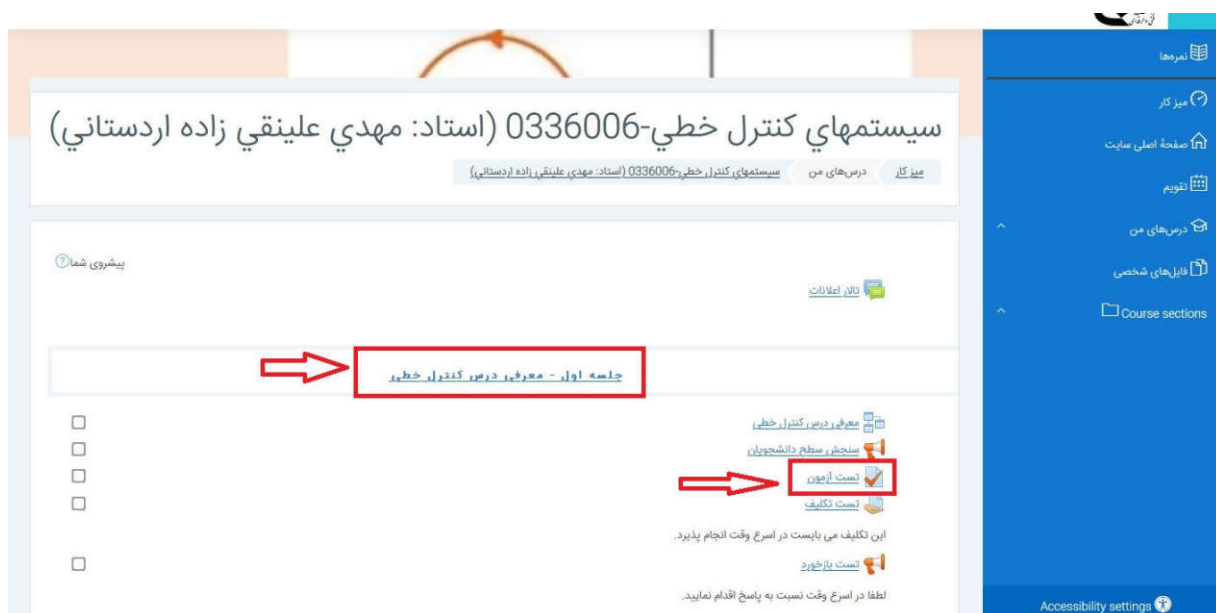 نمره‌ها
میز کار
صفحهٔ اصلی سایت
تقویم
درس‌های من
فایل‌های شخصی
Course sections
Accessibility settings
سيستمهاي كنترل خطي-0336006 (استاد: مهدي علينقي زاده اردستاني)
میز کار درس‌های من سيستمهاي كنترل خطي-0336006 (استاد: مهدي علينقي زاده اردستاني)
پیشروی شما
تالار اعلانات
جلسه اول - معرفی درس کنترل خطی
معرفی درس کنترل خطی
سنجش سطح دانشجویان
تست آزمون
تست تکلیف
این تکلیف می بایست در اسرع وقت انجام پذیرد.
تست بازخورد
لطفا در اسرع وقت نسبت به پاسخ اقدام نمایید.